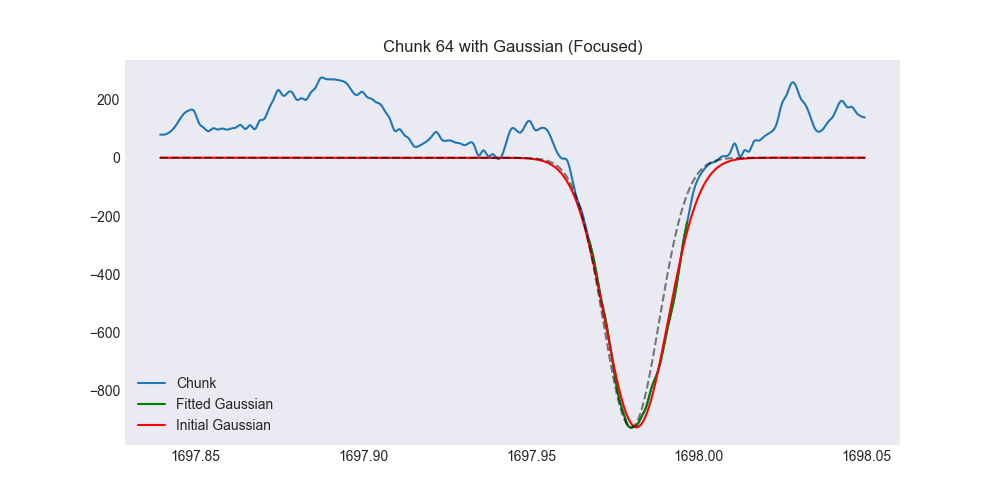 Chunk 64 with Gaussian (Focused)
200
0
−200
−400
−600
−800
Chunk
Fitted Gaussian
Initial Gaussian
1697.85 1697.90 1697.95 1698.00 1698.05